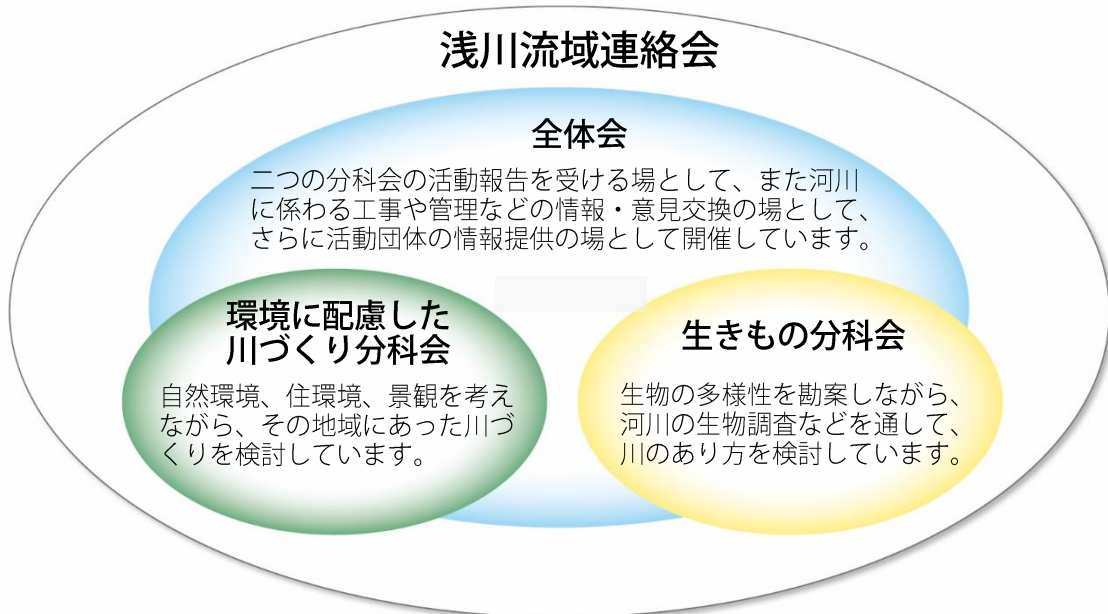 浅川流域連絡会
全体会
二つの分科会の活動報告を受ける場として、また河川
に係わる工事や管理などの情報・意見交換の場として、
さらに活動団体の情報提供の場として開催しています。
環境に配慮した
川づくり分科会
自然環境、住環境、景観を考え
ながら、その地域にあった川づ
くりを検討しています。
生きもの分科会
生物の多様性を勘案しながら、
河川の生物調査などを通して、
川のあり方を検討しています。